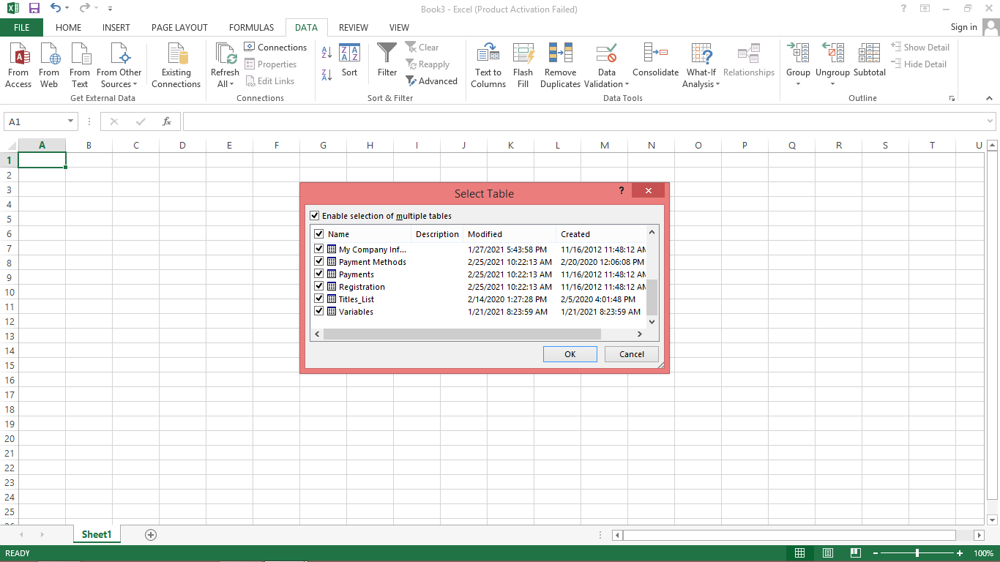 Book3 - Excel (Product Activation Failed)
FILE HOME INSERT PAGE LAYOUT FORMULAS DATA REVIEW VIEW Sign in
From Access
From Web
From Text
From Other Sources
Existing Connections
Get External Data
Refresh All
Connections
Properties
Edit Links
Connections
Sort
Filter
Clear
Reapply
Advanced
Sort & Filter
Text to Columns
Flash Fill
Remove Duplicates
Data Validation
Consolidate
What-If Analysis
Relationships
Data Tools
Group
Ungroup
Subtotal
Show Detail
Hide Detail
Outline
A1 fx
A B C D E F G H I J K L M N O P Q R S T U
1
2
3
4
5
6
7
8
9
10
11
12
13
14
15
16
17
18
19
20
21
22
23
24
25
26
Select Table ?
Enable selection of multiple tables
Name Description Modified Created
My Company Inf... 1/27/2021 5:43:58 PM 11/16/2012 11:48:12 AM
Payment Methods 2/25/2021 10:22:13 AM 2/20/2020 12:06:08 PM
Payments 2/25/2021 10:22:13 AM 11/16/2012 11:48:12 AM
Registration 2/25/2021 10:22:13 AM 11/16/2012 11:48:12 AM
Titles_List 2/14/2020 1:27:28 PM 2/5/2020 4:01:48 PM
Variables 1/21/2021 8:23:59 AM 1/21/2021 8:23:59 AM
OK Cancel
Sheet1
READY 100%